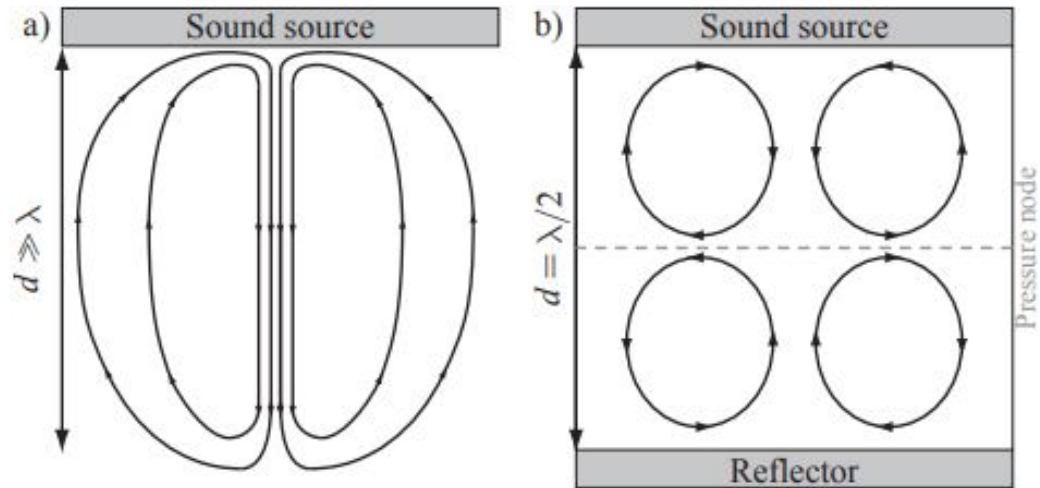 a)
Sound source
d ≫ λ
b)
Sound source
d = λ/2
Pressure node
Reflector